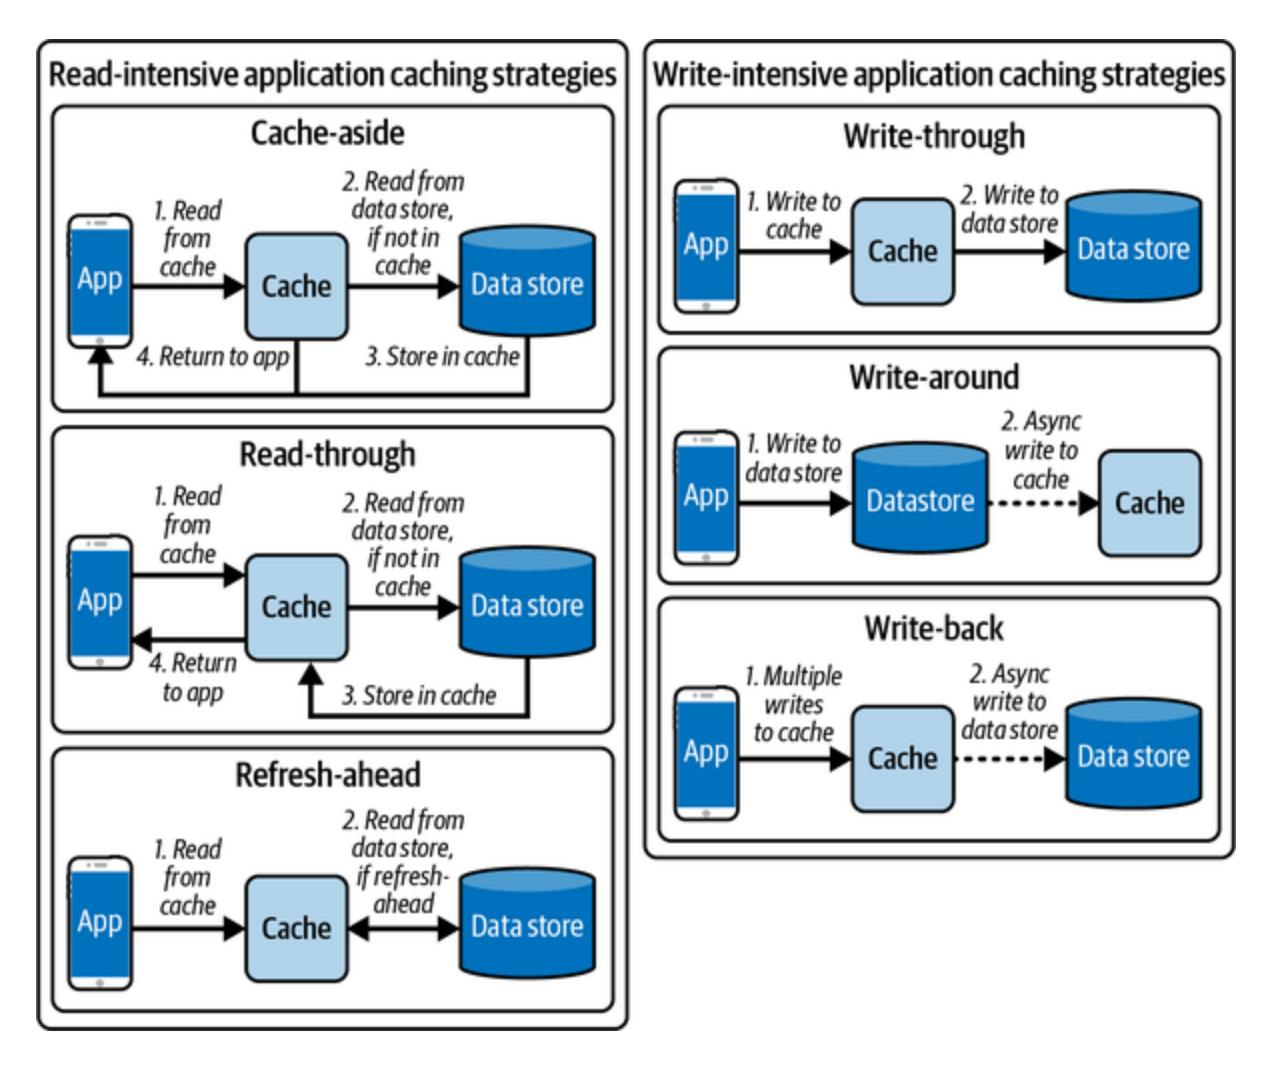 Read-intensive application caching strategies
Cache-aside
1. Read
from
cache
2. Read from
data store,
if not in
cache
App
Cache
Data store
4. Return to app
3. Store in cache
Read-through
1. Read
from
cache
2. Read from
data store,
if not in
cache
App
Cache
Data store
4. Return
to app
3. Store in cache
Refresh-ahead
1. Read
from
cache
2. Read from
data store,
if refresh-
ahead
App
Cache
Data store
Write-intensive application caching strategies
Write-through
1. Write to
cache
2. Write to
data store
App
Cache
Data store
Write-around
1. Write to
data store
2. Async
write to
cache
App
Datastore
Cache
Write-back
1. Multiple
writes
to cache
2. Async
write to
data store
App
Cache
Data store